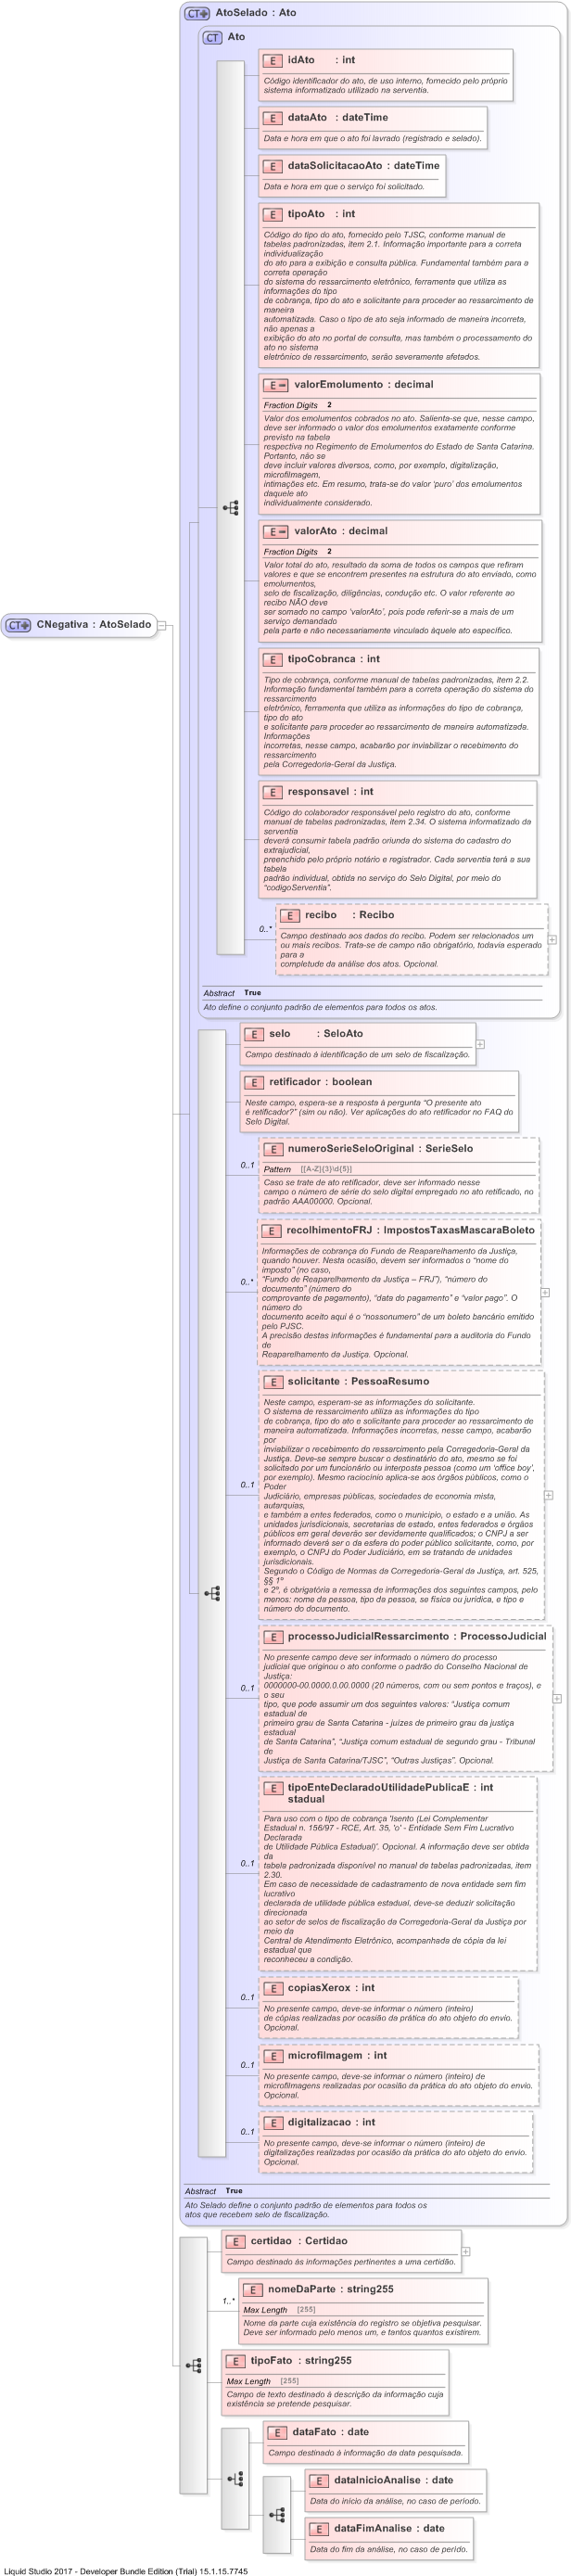 CT AtoSelado : Ato
CT Ato
E idAto : int
Código identificador do ato, de uso interno, fornecido pelo próprio
sistema informatizado utilizado na serventia.
E dataAto : dateTime
Data e hora em que o ato foi lavrado (registrado e selado).
E dataSolicitacaoAto : dateTime
Data e hora em que o serviço foi solicitado.
E tipoAto : int
Código do tipo do ato, fornecido pelo TJSC, conforme manual de
tabelas padronizadas, item 2.1. Informação importante para a correta
individualização
do ato para a exibição e consulta pública. Fundamental também para a
correta operação
do sistema do ressarcimento eletrônico, ferramenta que utiliza as
informações do tipo
de cobrança, tipo do ato e solicitante para proceder ao ressarcimento de
maneira
automatizada. Caso o tipo de ato seja informado de maneira incorreta,
não apenas a
exibição do ato no portal de consulta, mas também o processamento do
ato no sistema
eletrônico de ressarcimento, serão severamente afetados.
E valorEmolumento : decimal
Fraction Digits 2
Valor dos emolumentos cobrados no ato. Salienta-se que, nesse campo,
deve ser informado o valor dos emolumentos exatamente conforme
previsto na tabela
respectiva no Regimento de Emolumentos do Estado de Santa Catarina.
Portanto, não se
deve incluir valores diversos, como, por exemplo, digitalização,
microfilmagem,
intimações etc. Em resumo, trata-se do valor ‘puro’ dos emolumentos
daquele ato
individualmente considerado.
E valorAto : decimal
Fraction Digits 2
Valor total do ato, resultado da soma de todos os campos que refiram
valores e que se encontrem presentes na estrutura do ato enviado, como
emolumentos,
selo de fiscalização, diligências, condução etc. O valor referente ao
recibo NÃO deve
ser somado no campo ‘valorAto’, pois pode referir-se a mais de um
serviço demandado
pela parte e não necessariamente vinculado àquele ato específico.
CT CNegativa : AtoSelado
E tipoCobranca : int
Tipo de cobrança, conforme manual de tabelas padronizadas, item 2.2.
Informação fundamental também para a correta operação do sistema do
ressarcimento
eletrônico, ferramenta que utiliza as informações do tipo de cobrança,
tipo do ato
e solicitante para proceder ao ressarcimento de maneira automatizada.
Informações
incorretas, nesse campo, acabarão por inviabilizar o recebimento do
ressarcimento
pela Corregedoria-Geral da Justiça.
E responsavel : int
Código do colaborador responsável pelo registro do ato, conforme
manual de tabelas padronizadas, item 2.34. O sistema informatizado da
serventia
deverá consumir tabela padrão oriunda do sistema do cadastro do
extrajudicial,
preenchido pelo próprio notário e registrador. Cada serventia terá a sua
tabela
padrão individual, obtida no serviço do Selo Digital, por meio do
“codigoServentia”.
E recibo : Recibo
0..*
Campo destinado aos dados do recibo. Podem ser relacionados um
ou mais recibos. Trata-se de campo não obrigatório, todavia esperado
para a
completude da análise dos atos. Opcional.
Abstract True
Ato define o conjunto padrão de elementos para todos os atos.
E selo : SeloAto
Campo destinado à identificação de um selo de fiscalização.
E retificador : boolean
Neste campo, espera-se a resposta à pergunta “O presente ato
é retificador?” (sim ou não). Ver aplicações do ato retificador no FAQ do
Selo Digital.
E numeroSerieSeloOriginal : SerieSelo
0..1 Pattern [[A-Z]{3}\d{5}]
Caso se trate de ato retificador, deve ser informado nesse
campo o número de série do selo digital empregado no ato retificado, no
padrão AAA00000. Opcional.
E recolhimentoFRJ : ImpostosTaxasMascaraBoleto
Informações de cobrança do Fundo de Reaparelhamento da Justiça,
quando houver. Nesta ocasião, devem ser informados o “nome do
imposto” (no caso,
0..* “Fundo de Reaparelhamento da Justiça – FRJ”), “número do
documento” (número do
comprovante de pagamento), “data do pagamento” e “valor pago”. O
número do
documento aceito aqui é o “nossonumero” de um boleto bancário emitido
pelo PJSC.
A precisão destas informações é fundamental para a auditoria do Fundo
de
Reaparelhamento da Justiça. Opcional.
E solicitante : PessoaResumo
Neste campo, esperam-se as informações do solicitante.
O sistema de ressarcimento utiliza as informações do tipo
de cobrança, tipo do ato e solicitante para proceder ao ressarcimento de
maneira automatizada. Informações incorretas, nesse campo, acabarão
por
inviabilizar o recebimento do ressarcimento pela Corregedoria-Geral da
Justiça. Deve-se sempre buscar o destinatário do ato, mesmo se foi
solicitado por um funcionário ou interposta pessoa (como um ‘office boy’,
por exemplo). Mesmo raciocínio aplica-se aos órgãos públicos, como o
0..1 Poder
Judiciário, empresas públicas, sociedades de economia mista,
autarquias,
e também a entes federados, como o município, o estado e a união. As
unidades jurisdicionais, secretarias de estado, entes federados e órgãos
públicos em geral deverão ser devidamente qualificados; o CNPJ a ser
informado deverá ser o da esfera do poder público solicitante, como, por
exemplo, o CNPJ do Poder Judiciário, em se tratando de unidades
jurisdicionais.
Segundo o Código de Normas da Corregedoria-Geral da Justiça, art. 525,
§§ 1º
e 2º, é obrigatória a remessa de informações dos seguintes campos, pelo
menos: nome da pessoa, tipo da pessoa, se física ou jurídica, e tipo e
número do documento.
E processoJudicialRessarcimento : ProcessoJudicial
No presente campo deve ser informado o número do processo
judicial que originou o ato conforme o padrão do Conselho Nacional de
Justiça:
0..1 0000000-00.0000.0.00.0000 (20 números, com ou sem pontos e traços), e
o seu
tipo, que pode assumir um dos seguintes valores: “Justiça comum
estadual de
primeiro grau de Santa Catarina - juízes de primeiro grau da justiça
estadual
de Santa Catarina”, “Justiça comum estadual de segundo grau - Tribunal
de
Justiça de Santa Catarina/TJSC”, “Outras Justiças”. Opcional.
E tipoEnteDeclaradoUtilidadePublicaE : int
stadual
Para uso com o tipo de cobrança 'Isento (Lei Complementar
Estadual n. 156/97 - RCE, Art. 35, 'o' - Entidade Sem Fim Lucrativo
Declarada
de Utilidade Pública Estadual)'. Opcional. A informação deve ser obtida
da
0..1 tabela padronizada disponível no manual de tabelas padronizadas, item
2.30.
Em caso de necessidade de cadastramento de nova entidade sem fim
lucrativo
declarada de utilidade pública estadual, deve-se deduzir solicitação
direcionada
ao setor de selos de fiscalização da Corregedoria-Geral da Justiça por
meio da
Central de Atendimento Eletrônico, acompanhada de cópia da lei
estadual que
reconheceu a condição.
E copiasXerox : int
0..1 No presente campo, deve-se informar o número (inteiro)
de cópias realizadas por ocasião da prática do ato objeto do envio.
Opcional.
E microfilmagem : int
0..1 No presente campo, deve-se informar o número (inteiro) de
microfilmagens realizadas por ocasião da prática do ato objeto do envio.
Opcional.
E digitalizacao : int
0..1 No presente campo, deve-se informar o número (inteiro) de
digitalizações realizadas por ocasião da prática do ato objeto do envio.
Opcional.
Abstract True
Ato Selado define o conjunto padrão de elementos para todos os
atos que recebem selo de fiscalização.
E certidao : Certidao
Campo destinado às informações pertinentes a uma certidão.
E nomeDaParte : string255
1..* Max Length [255]
Nome da parte cuja existência do registro se objetiva pesquisar.
Deve ser informado pelo menos um, e tantos quantos existirem.
E tipoFato : string255
Max Length [255]
Campo de texto destinado à descrição da informação cuja
existência se pretende pesquisar.
E dataFato : date
Campo destinado à informação da data pesquisada.
E dataInicioAnalise : date
Data do início da análise, no caso de período.
E dataFimAnalise : date
Data do fim da análise, no caso de perído.
Liquid Studio 2017 - Developer Bundle Edition (Trial) 15.1.15.7745